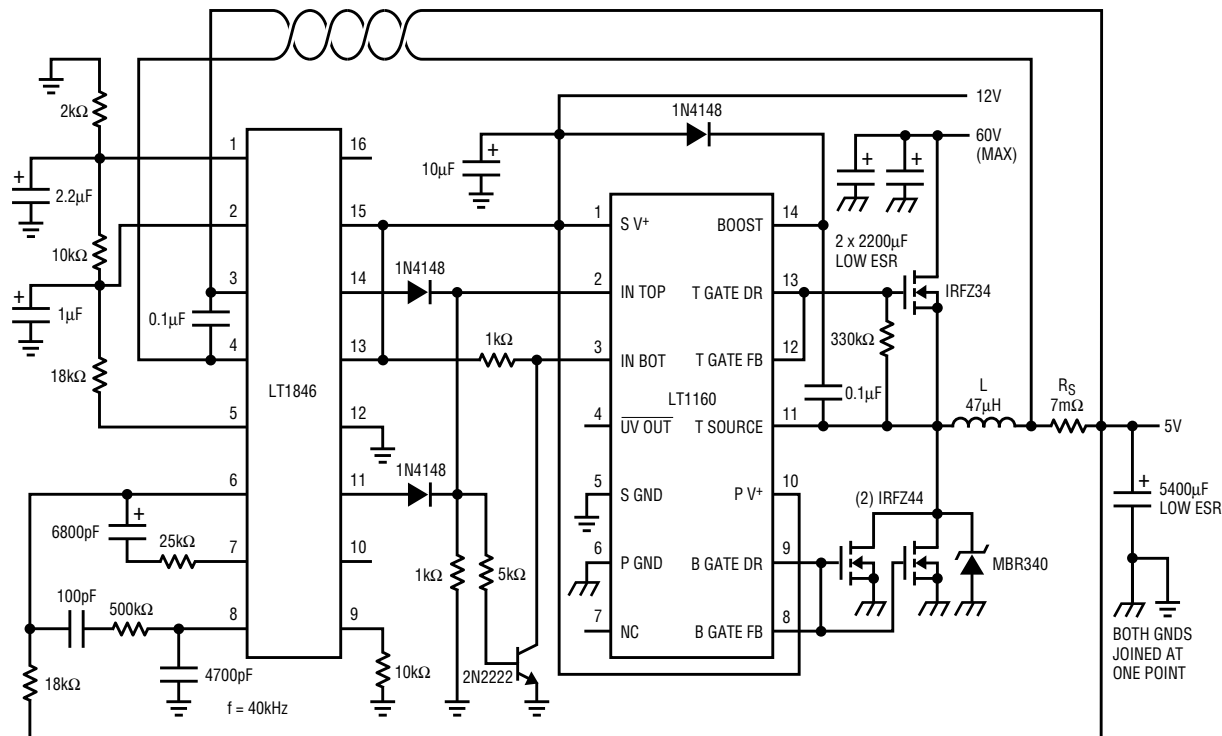 12V
1N4148
60V
(MAX)
2kΩ
+
10μF
+
+
1
16
+
2.2μF
2
15
1
S V+
BOOST
14
2 x 2200μF
LOW ESR
10kΩ
3
14
1N4148
2
IN TOP
T GATE DR
13
IRFZ34
+
1μF
0.1μF
330kΩ
4
13
1kΩ
3
IN BOT
T GATE FB
12
18kΩ
LT1846
LT1160
0.1μF
L
47μH
RS
7mΩ
5
12
4
UV OUT
T SOURCE
11
5V
1N4148
6
11
5
S GND
P V+
10
(2) IRFZ44
+
5400μF
LOW ESR
+
6800pF
25kΩ
7
10
1kΩ
5kΩ
6
P GND
B GATE DR
9
MBR340
100pF
500kΩ
8
9
7
NC
B GATE FB
8
BOTH GNDS
JOINED AT
ONE POINT
18kΩ
4700pF
10kΩ
2N2222
f = 40kHz